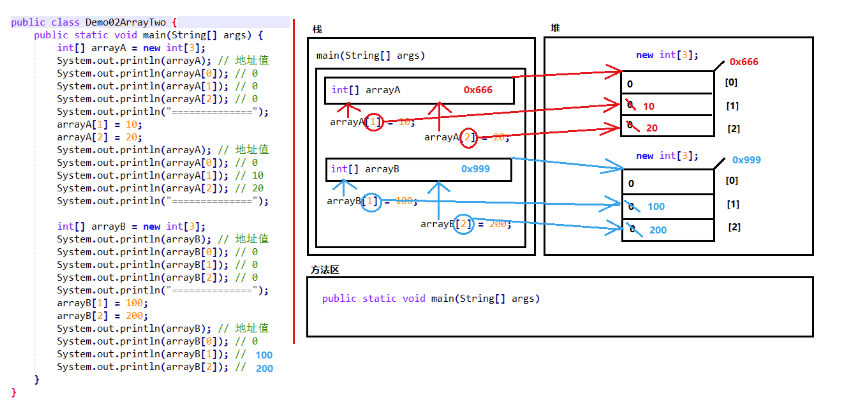 public class Demo02ArrayTwo {
public static void main(String[] args) {
int[] arrayA = new int[3];
System.out.println(arrayA); // 地址值
System.out.println(arrayA[0]); // 0
System.out.println(arrayA[1]); // 0
System.out.println(arrayA[2]); // 0
System.out.println("==============");
arrayA[1] = 10;
arrayA[2] = 20;
System.out.println(arrayA); // 地址值
System.out.println(arrayA[0]); // 0
System.out.println(arrayA[1]); // 10
System.out.println(arrayA[2]); // 20
System.out.println("==============");
int[] arrayB = new int[3];
System.out.println(arrayB); // 地址值
System.out.println(arrayB[0]); // 0
System.out.println(arrayB[1]); // 0
System.out.println(arrayB[2]); // 0
System.out.println("==============");
arrayB[1] = 100;
arrayB[2] = 200;
System.out.println(arrayB); // 地址值
System.out.println(arrayB[0]); // 0
System.out.println(arrayB[1]); // 100
System.out.println(arrayB[2]); // 200
}
}
栈
main(String[] args)
int[] arrayA 0x666
arrayA[1] = 10;
arrayA[2] = 20;
int[] arrayB 0x999
arrayB[1] = 100;
arrayB[2] = 200;
堆
new int[3];
0x666
0 [0]
0 10 [1]
0 20 [2]
new int[3];
0x999
0 [0]
0 100 [1]
0 200 [2]
方法区
public static void main(String[] args)